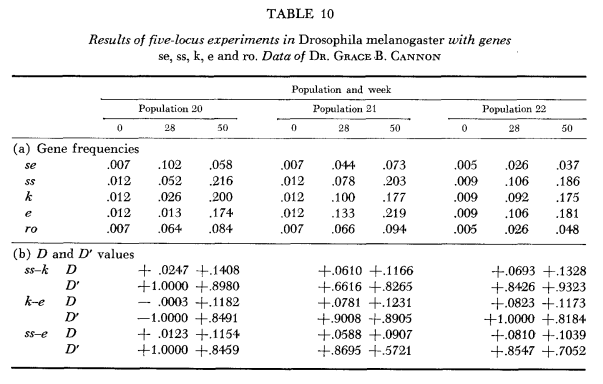 TABLE 10
Results of five-locus experiments in Drosophila melanogaster with genes
se, ss, k, e and ro. Data of DR. GRACE B. CANNON
Population and week
Population 20 Population 21 Population 22
0 28 50 0 28 50 0 28 50
(a) Gene frequencies
se .007 .102 .058 .007 .044 .073 .005 .026 .037
ss .012 .052 .216 .012 .078 .203 .009 .106 .186
k .012 .026 .200 .012 .100 .177 .009 .092 .175
e .012 .013 .174 .012 .133 .219 .009 .106 .181
ro .007 .064 .084 .007 .066 .094 .005 .026 .048
(b) D and D′ values
ss–k D + .0247 +.1408 +.0610 +.1166 +.0693 +.1328
D′ +1.0000 +.8980 +.6616 +.8265 +.8426 +.9323
k–e D − .0003 +.1182 +.0781 +.1231 +.0823 +.1173
D′ −1.0000 +.8491 +.9008 +.8905 +1.0000 +.8184
ss–e D + .0123 +.1154 +.0588 +.0907 +.0810 +.1039
D′ +1.0000 +.8459 +.8695 +.5721 +.8547 +.7052